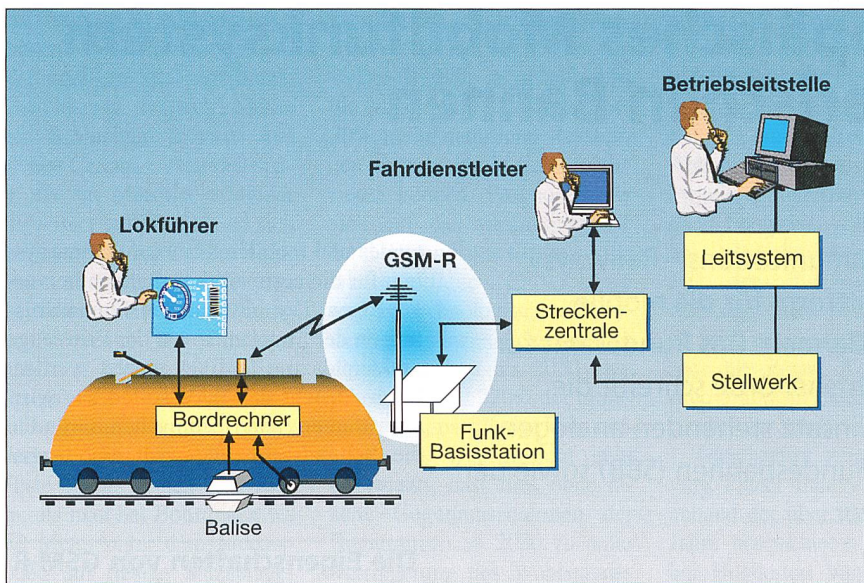 Betriebsleitstelle
Fahrdienstleiter
Lokführer
GSM-R
Leitsystem
Strecken-
zentrale
Stellwerk
Bordrechner
Funk-
Basisstation
Balise